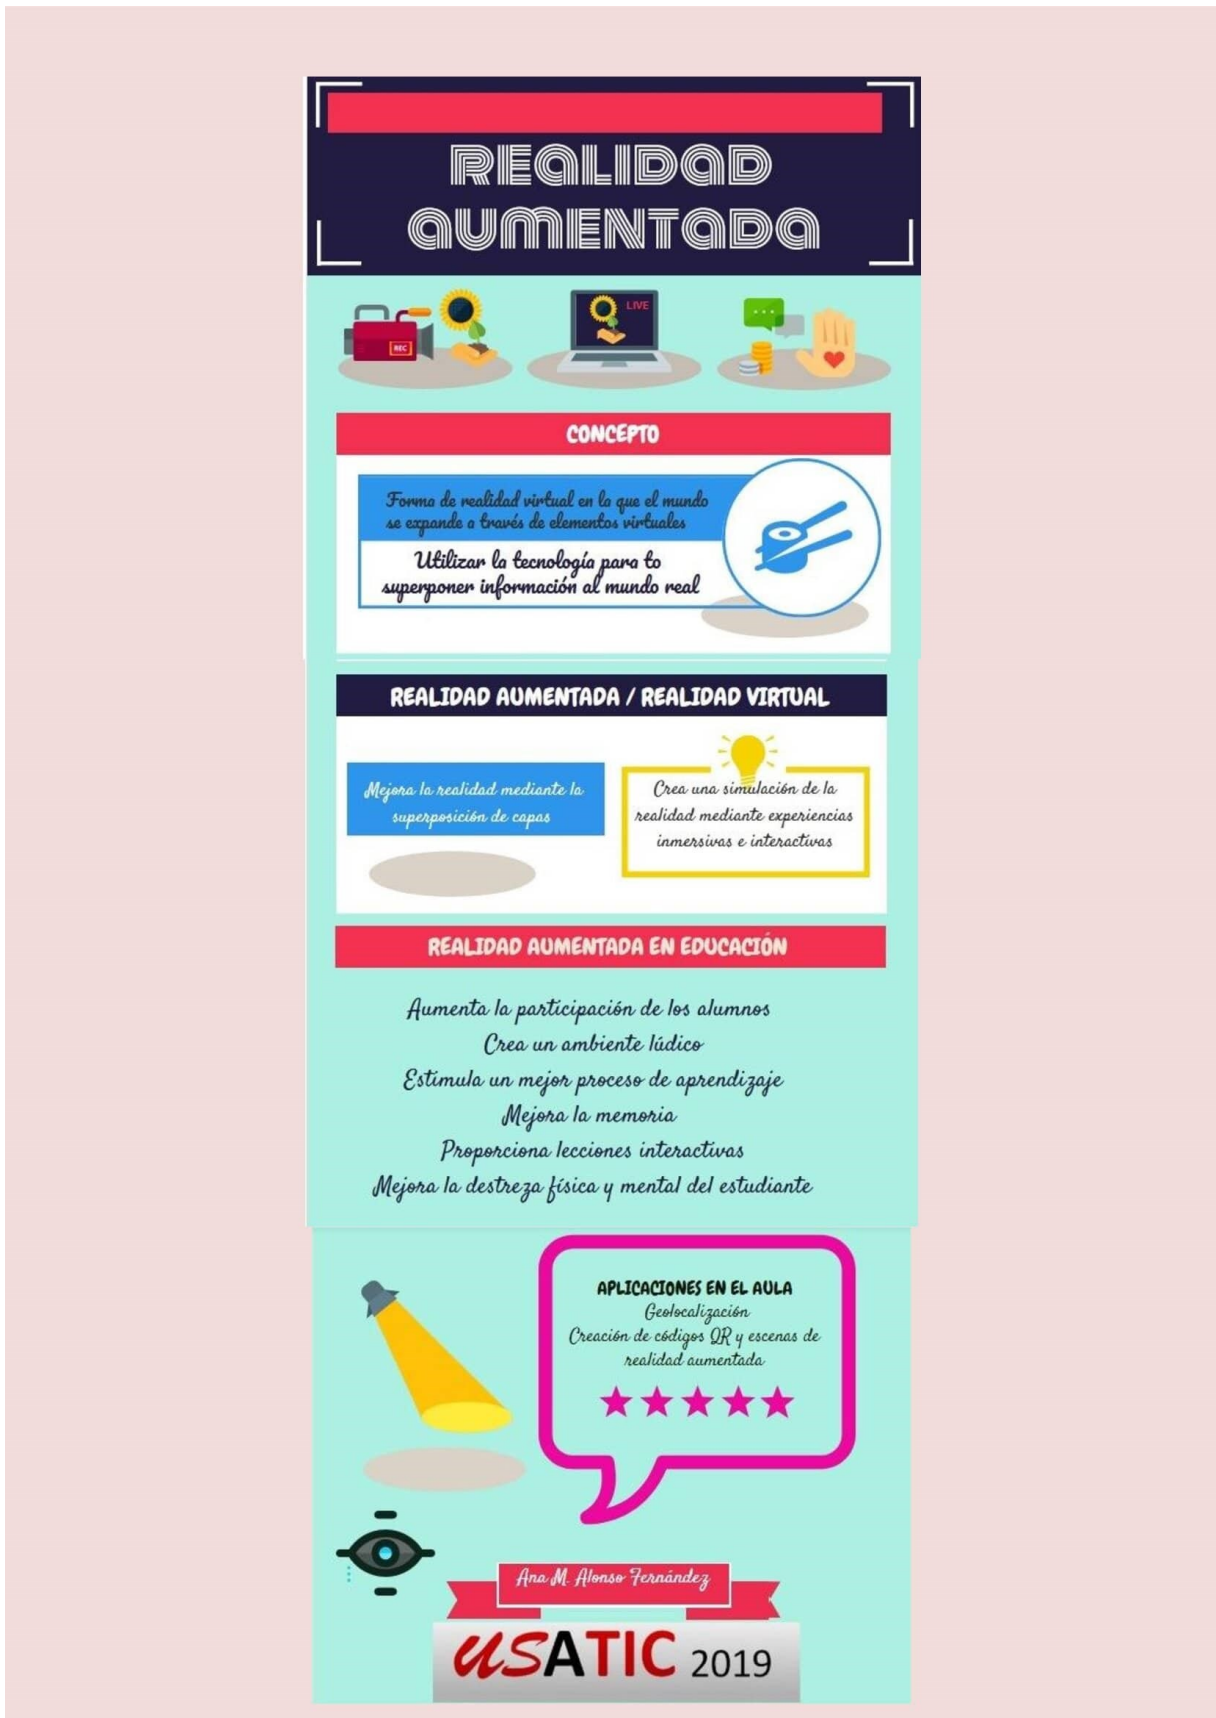 REALIDAD
AUMENTADA
REC
LIVE
CONCEPTO
Forma de realidad virtual en la que el mundo
se expande a través de elementos virtuales
Utilizar la tecnología para to
superponer información al mundo real
REALIDAD AUMENTADA / REALIDAD VIRTUAL
Mejora la realidad mediante la
superposición de capas
Crea una simulación de la
realidad mediante experiencias
inmersivas e interactivas
REALIDAD AUMENTADA EN EDUCACIÓN
Aumenta la participación de los alumnos
Crea un ambiente lúdico
Estimula un mejor proceso de aprendizaje
Mejora la memoria
Proporciona lecciones interactivas
Mejora la destreza física y mental del estudiante
APLICACIONES EN EL AULA
Geolocalización
Creación de códigos QR y escenas de
realidad aumentada
Ana M. Alonso Fernández
USATIC 2019